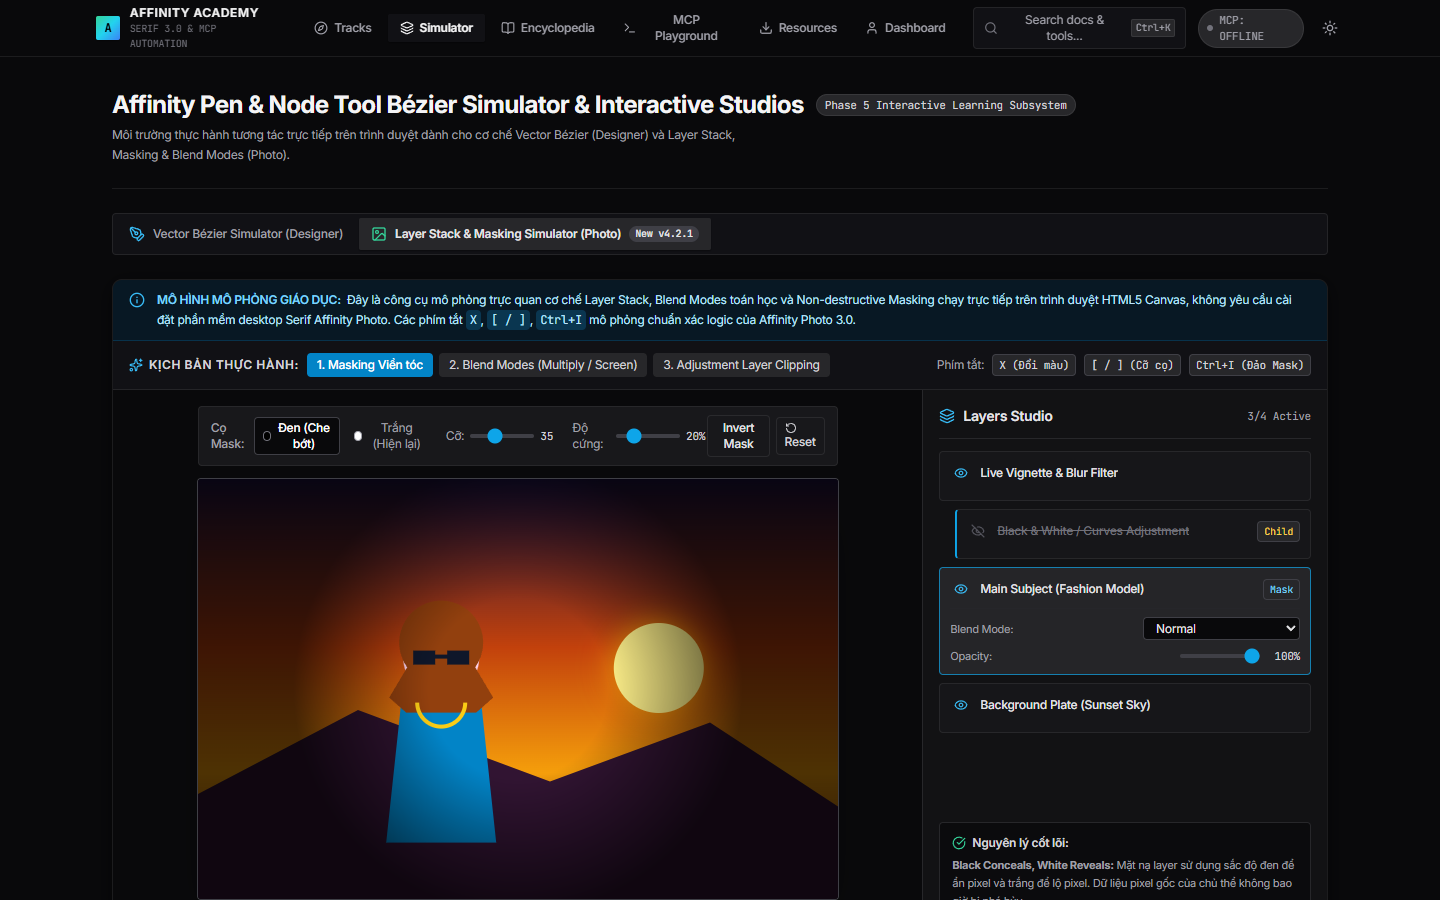 A
AFFINITY ACADEMY
SERIF 3.0 & MCP
AUTOMATION
Tracks
Simulator
Encyclopedia
MCP
Playground
Resources
Dashboard
Search docs &
tools...
Ctrl+K
MCP:
OFFLINE
Affinity Pen & Node Tool Bézier Simulator & Interactive Studios
Phase 5 Interactive Learning Subsystem
Môi trường thực hành tương tác trực tiếp trên trình duyệt dành cho cơ chế Vector Bézier (Designer) và Layer Stack,
Masking & Blend Modes (Photo).
Vector Bézier Simulator (Designer)
Layer Stack & Masking Simulator (Photo)
New v4.2.1
MÔ HÌNH MÔ PHỎNG GIÁO DỤC: Đây là công cụ mô phỏng trực quan cơ chế Layer Stack, Blend Modes toán học và Non-destructive Masking chạy trực tiếp trên trình duyệt HTML5 Canvas, không yêu cầu cài
đặt phần mềm desktop Serif Affinity Photo. Các phím tắt X, [ / ], Ctrl+I mô phỏng chuẩn xác logic của Affinity Photo 3.0.
KỊCH BẢN THỰC HÀNH:
1. Masking Viền tóc
2. Blend Modes (Multiply / Screen)
3. Adjustment Layer Clipping
Phím tắt:
X (Đổi màu)
[ / ] (Cỡ cọ)
Ctrl+I (Đảo Mask)
Cọ
Mask:
Đen (Che
bớt)
Trắng
(Hiện lại)
Cỡ:
35
Độ
cứng:
20%
Invert
Mask
Reset
Layers Studio
3/4 Active
Live Vignette & Blur Filter
Black & White / Curves Adjustment
Child
Main Subject (Fashion Model)
Mask
Blend Mode:
Normal
Opacity:
100%
Background Plate (Sunset Sky)
Nguyên lý cốt lõi:
Black Conceals, White Reveals: Mặt nạ layer sử dụng sắc độ đen để
ẩn pixel và trắng để lộ pixel. Dữ liệu pixel gốc của chủ thể không bao